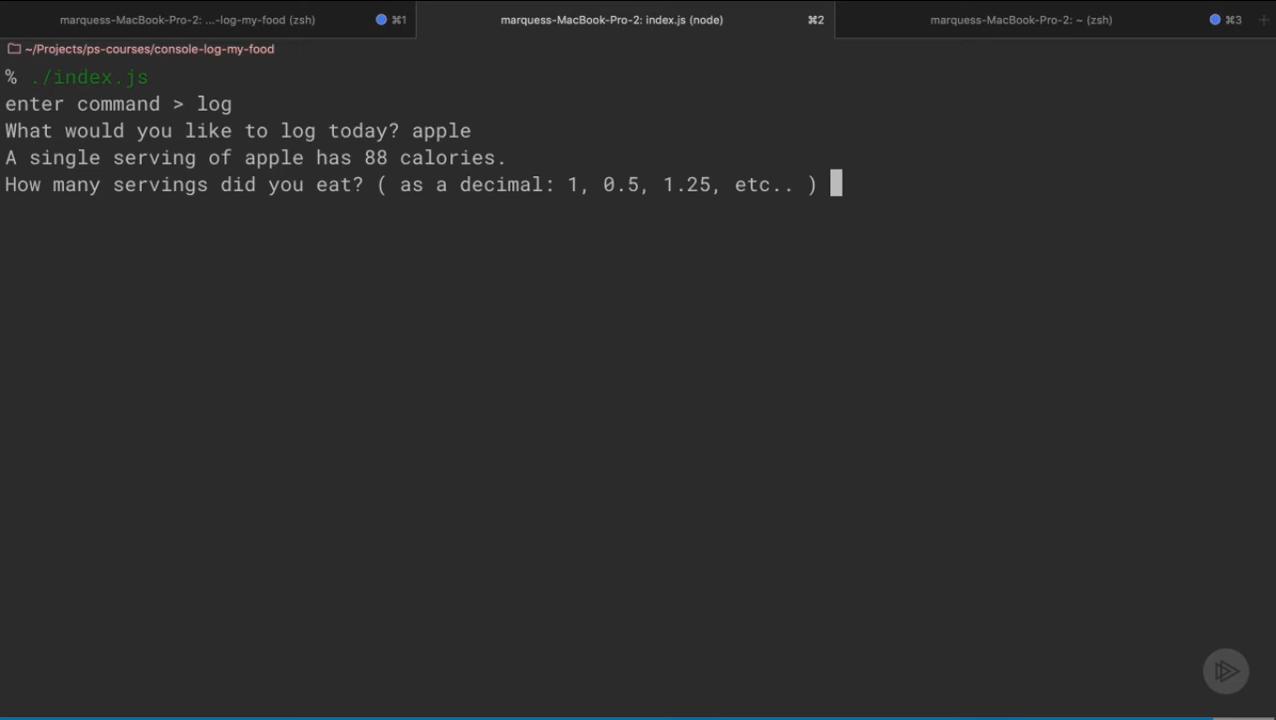 marquess-MacBook-Pro-2: ...-log-my-food (zsh) ⌘1 marquess-MacBook-Pro-2: index.js (node) ⌘2 marquess-MacBook-Pro-2: ~ (zsh) ⌘3 +
~/Projects/ps-courses/console-log-my-food
% ./index.js
enter command > log
What would you like to log today? apple
A single serving of apple has 88 calories.
How many servings did you eat? ( as a decimal: 1, 0.5, 1.25, etc.. )